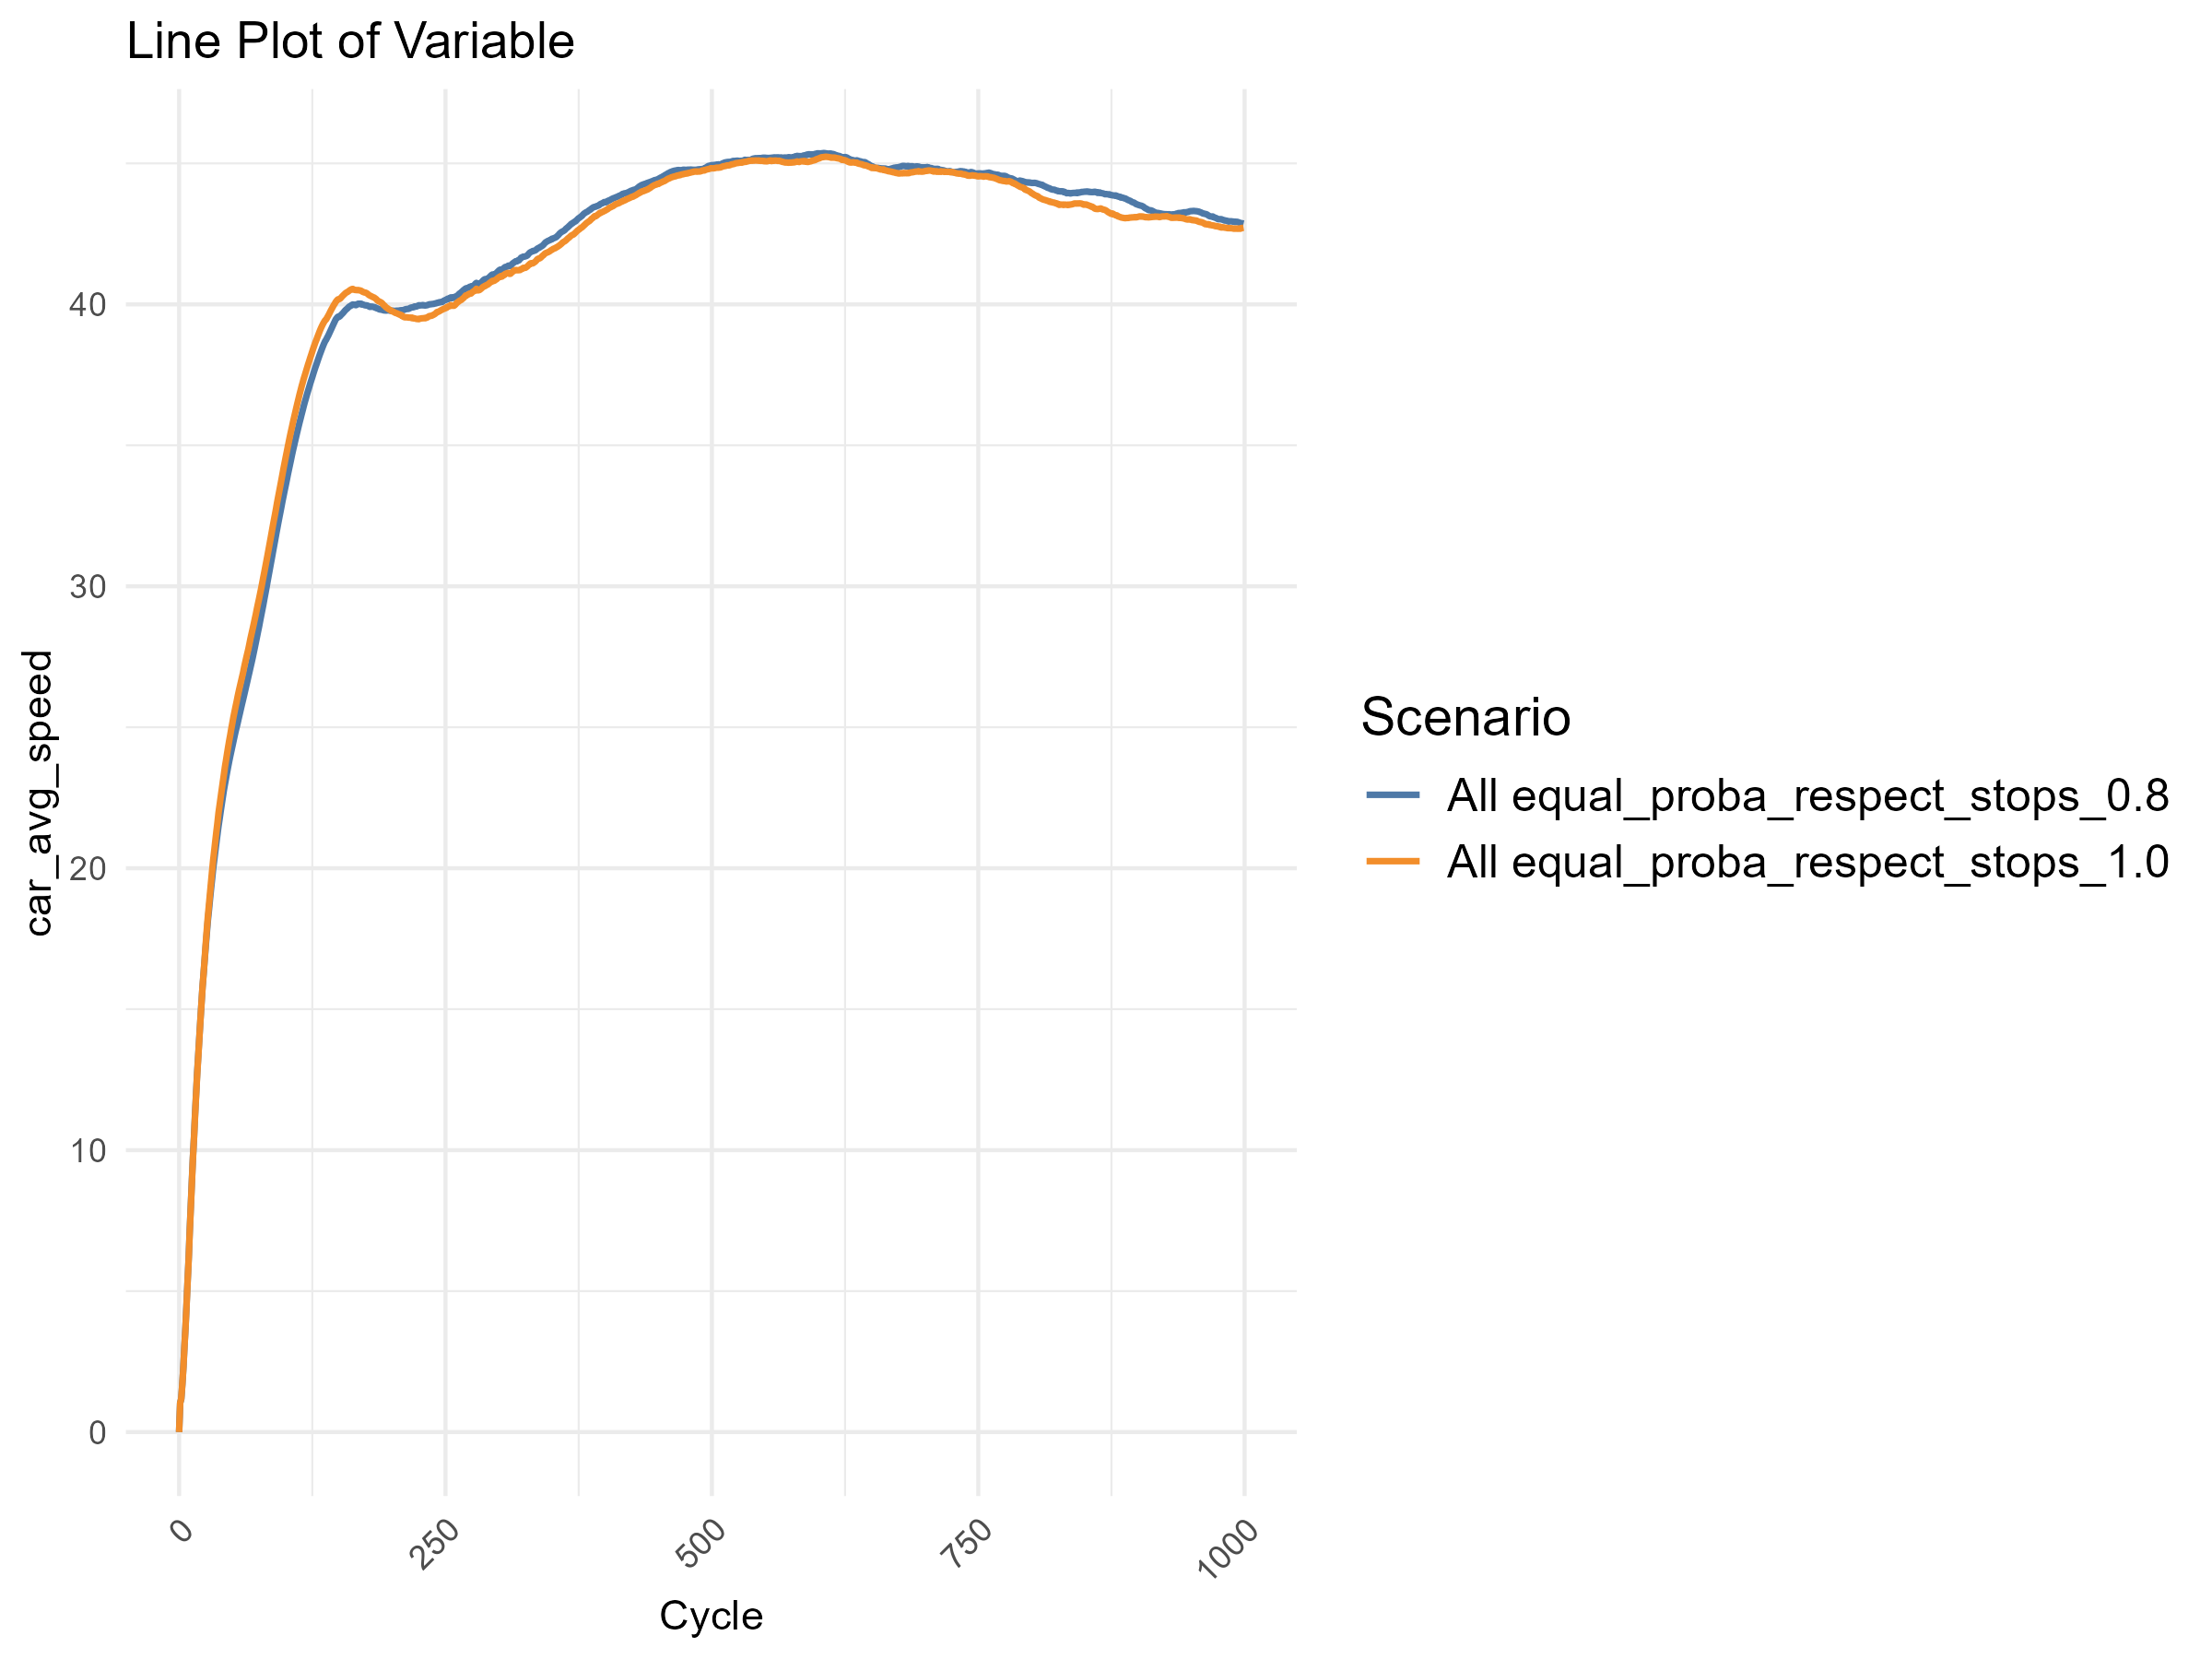 Line Plot of Variable
car_avg_speed
40
30
20
10
0
0
250
500
750
1000
Cycle
Scenario
All equal_proba_respect_stops_0.8
All equal_proba_respect_stops_1.0